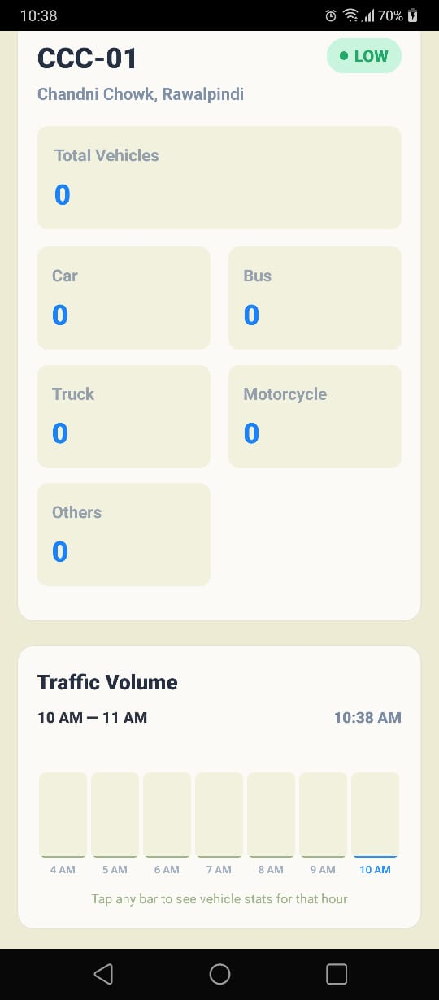 10:38 70%
CCC-01 LOW
Chandni Chowk, Rawalpindi
Total Vehicles
0
Car Bus
0 0
Truck Motorcycle
0 0
Others
0
Traffic Volume
10 AM — 11 AM 10:38 AM
4 AM 5 AM 6 AM 7 AM 8 AM 9 AM 10 AM
Tap any bar to see vehicle stats for that hour